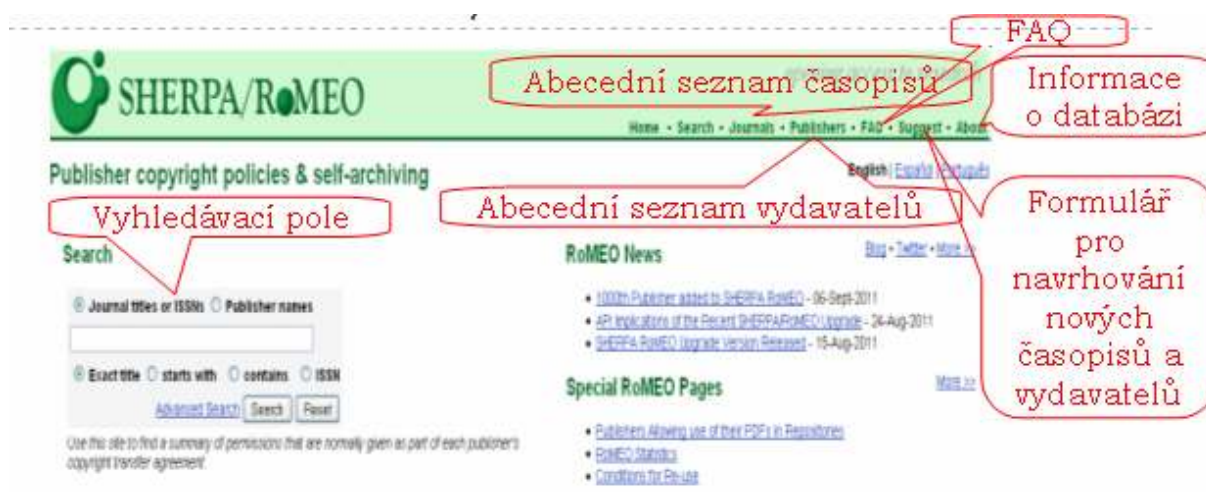 FAQ
Abecední seznam časopisů
Informace
o databázi
SHERPA/RoMEO
Home • Search • Journals • Publishers • FAQ • Suggest • About
Publisher copyright policies & self-archiving
English | Español | Português
Vyhledávací pole
Abecední seznam vydavatelů
Formulář
pro
navrhování
nových
časopisů a
vydavatelů
Search
RoMEO News
Blog • Twitter • More >>
Journal titles or ISSNs Publisher names
1000th Publisher added to SHERPA RoMEO - 06-Sept-2011
API Implications of the Recent SHERPA/RoMEO Upgrade - 24-Aug-2011
SHERPA RoMEO Upgrade Version Released - 15-Aug-2011
Exact title starts with contains ISSN
Advanced Search Search Reset
Special RoMEO Pages
More >>
Use this site to find a summary of permissions that are normally given as part of each publisher's
copyright transfer agreement.
Publishers Allowing use of their PDFs in Repositories
RoMEO Statistics
Conditions for Re-use